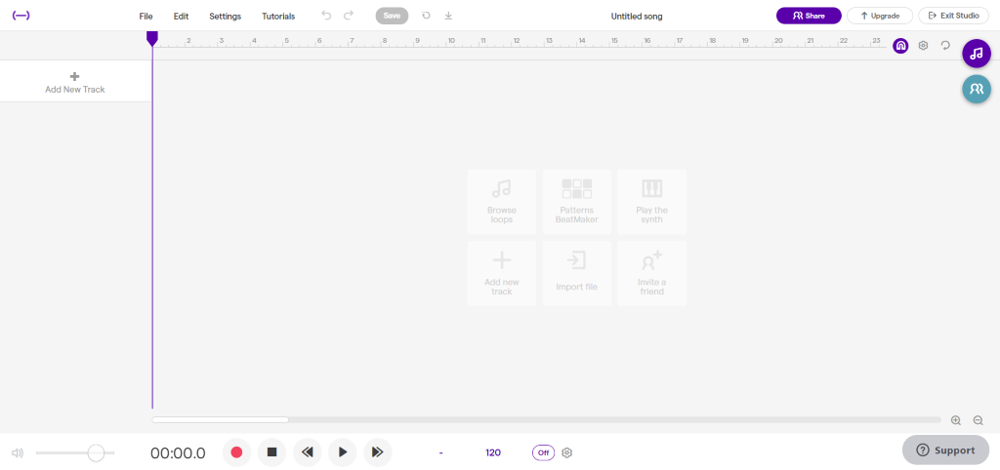 File Edit Settings Tutorials Save Untitled song Share Upgrade Exit Studio
2 3 4 5 6 7 8 9 10 11 12 13 14 15 16 17 18 19 20 21 22 23
Add New Track
Browse
loops
Patterns
BeatMaker
Play the
synth
Add new
track
Import file
Invite a
friend
00:00.0 - 120 Off
Support